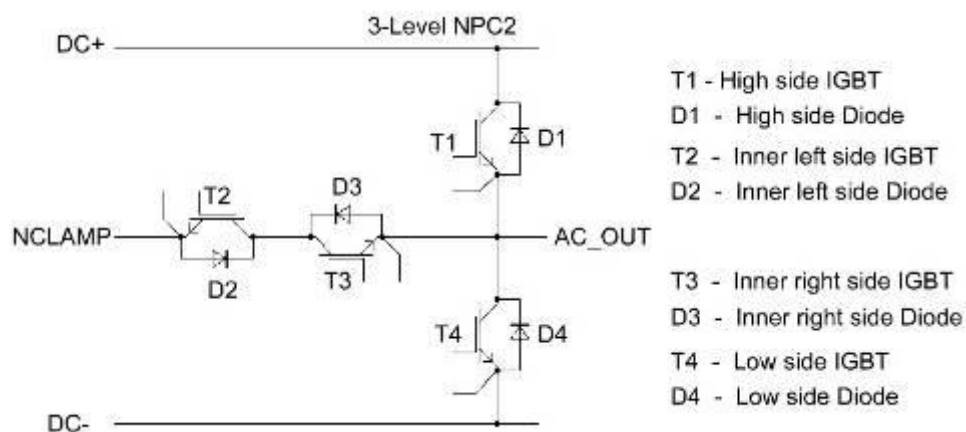 3-Level NPC2
DC+
T1
D1
T2
D3
NCLAMP
AC_OUT
D2
T3
T4
D4
DC-
T1 - High side IGBT
D1 - High side Diode
T2 - Inner left side IGBT
D2 - Inner left side Diode
T3 - Inner right side IGBT
D3 - Inner right side Diode
T4 - Low side IGBT
D4 - Low side Diode